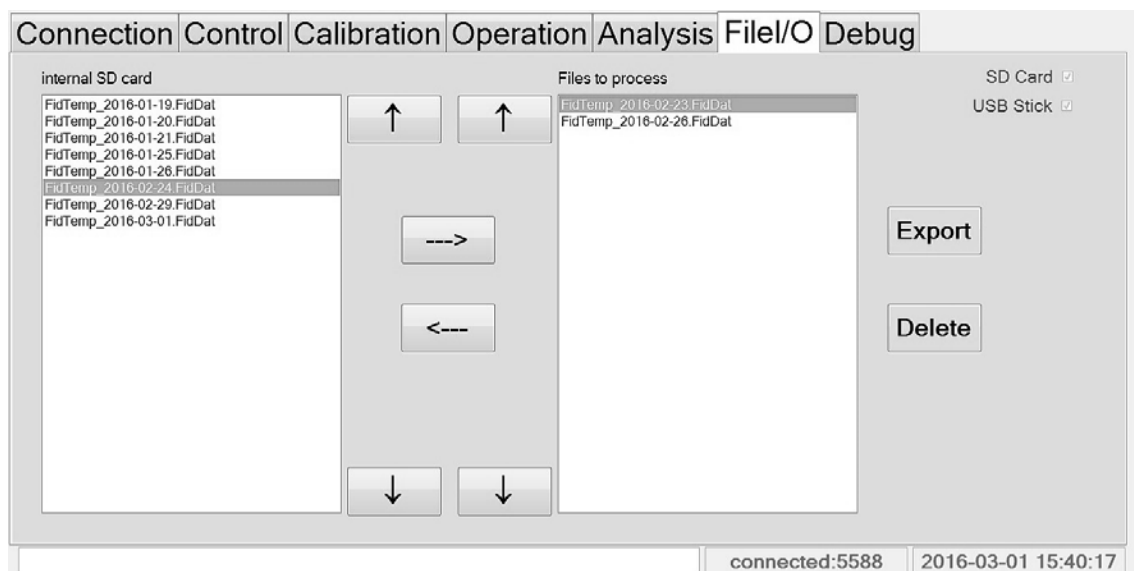 Connection Control Calibration Operation Analysis FileI/O Debug
internal SD card
Files to process
SD Card
USB Stick
FidTemp_2016-01-19.FidDat
FidTemp_2016-01-20.FidDat
FidTemp_2016-01-21.FidDat
FidTemp_2016-01-25.FidDat
FidTemp_2016-01-26.FidDat
FidTemp_2016-02-24.FidDat
FidTemp_2016-02-29.FidDat
FidTemp_2016-03-01.FidDat
↑
↑
--->
<---
↓
↓
FidTemp_2016-02-23.FidDat
FidTemp_2016-02-26.FidDat
Export
Delete
connected:5588
2016-03-01 15:40:17